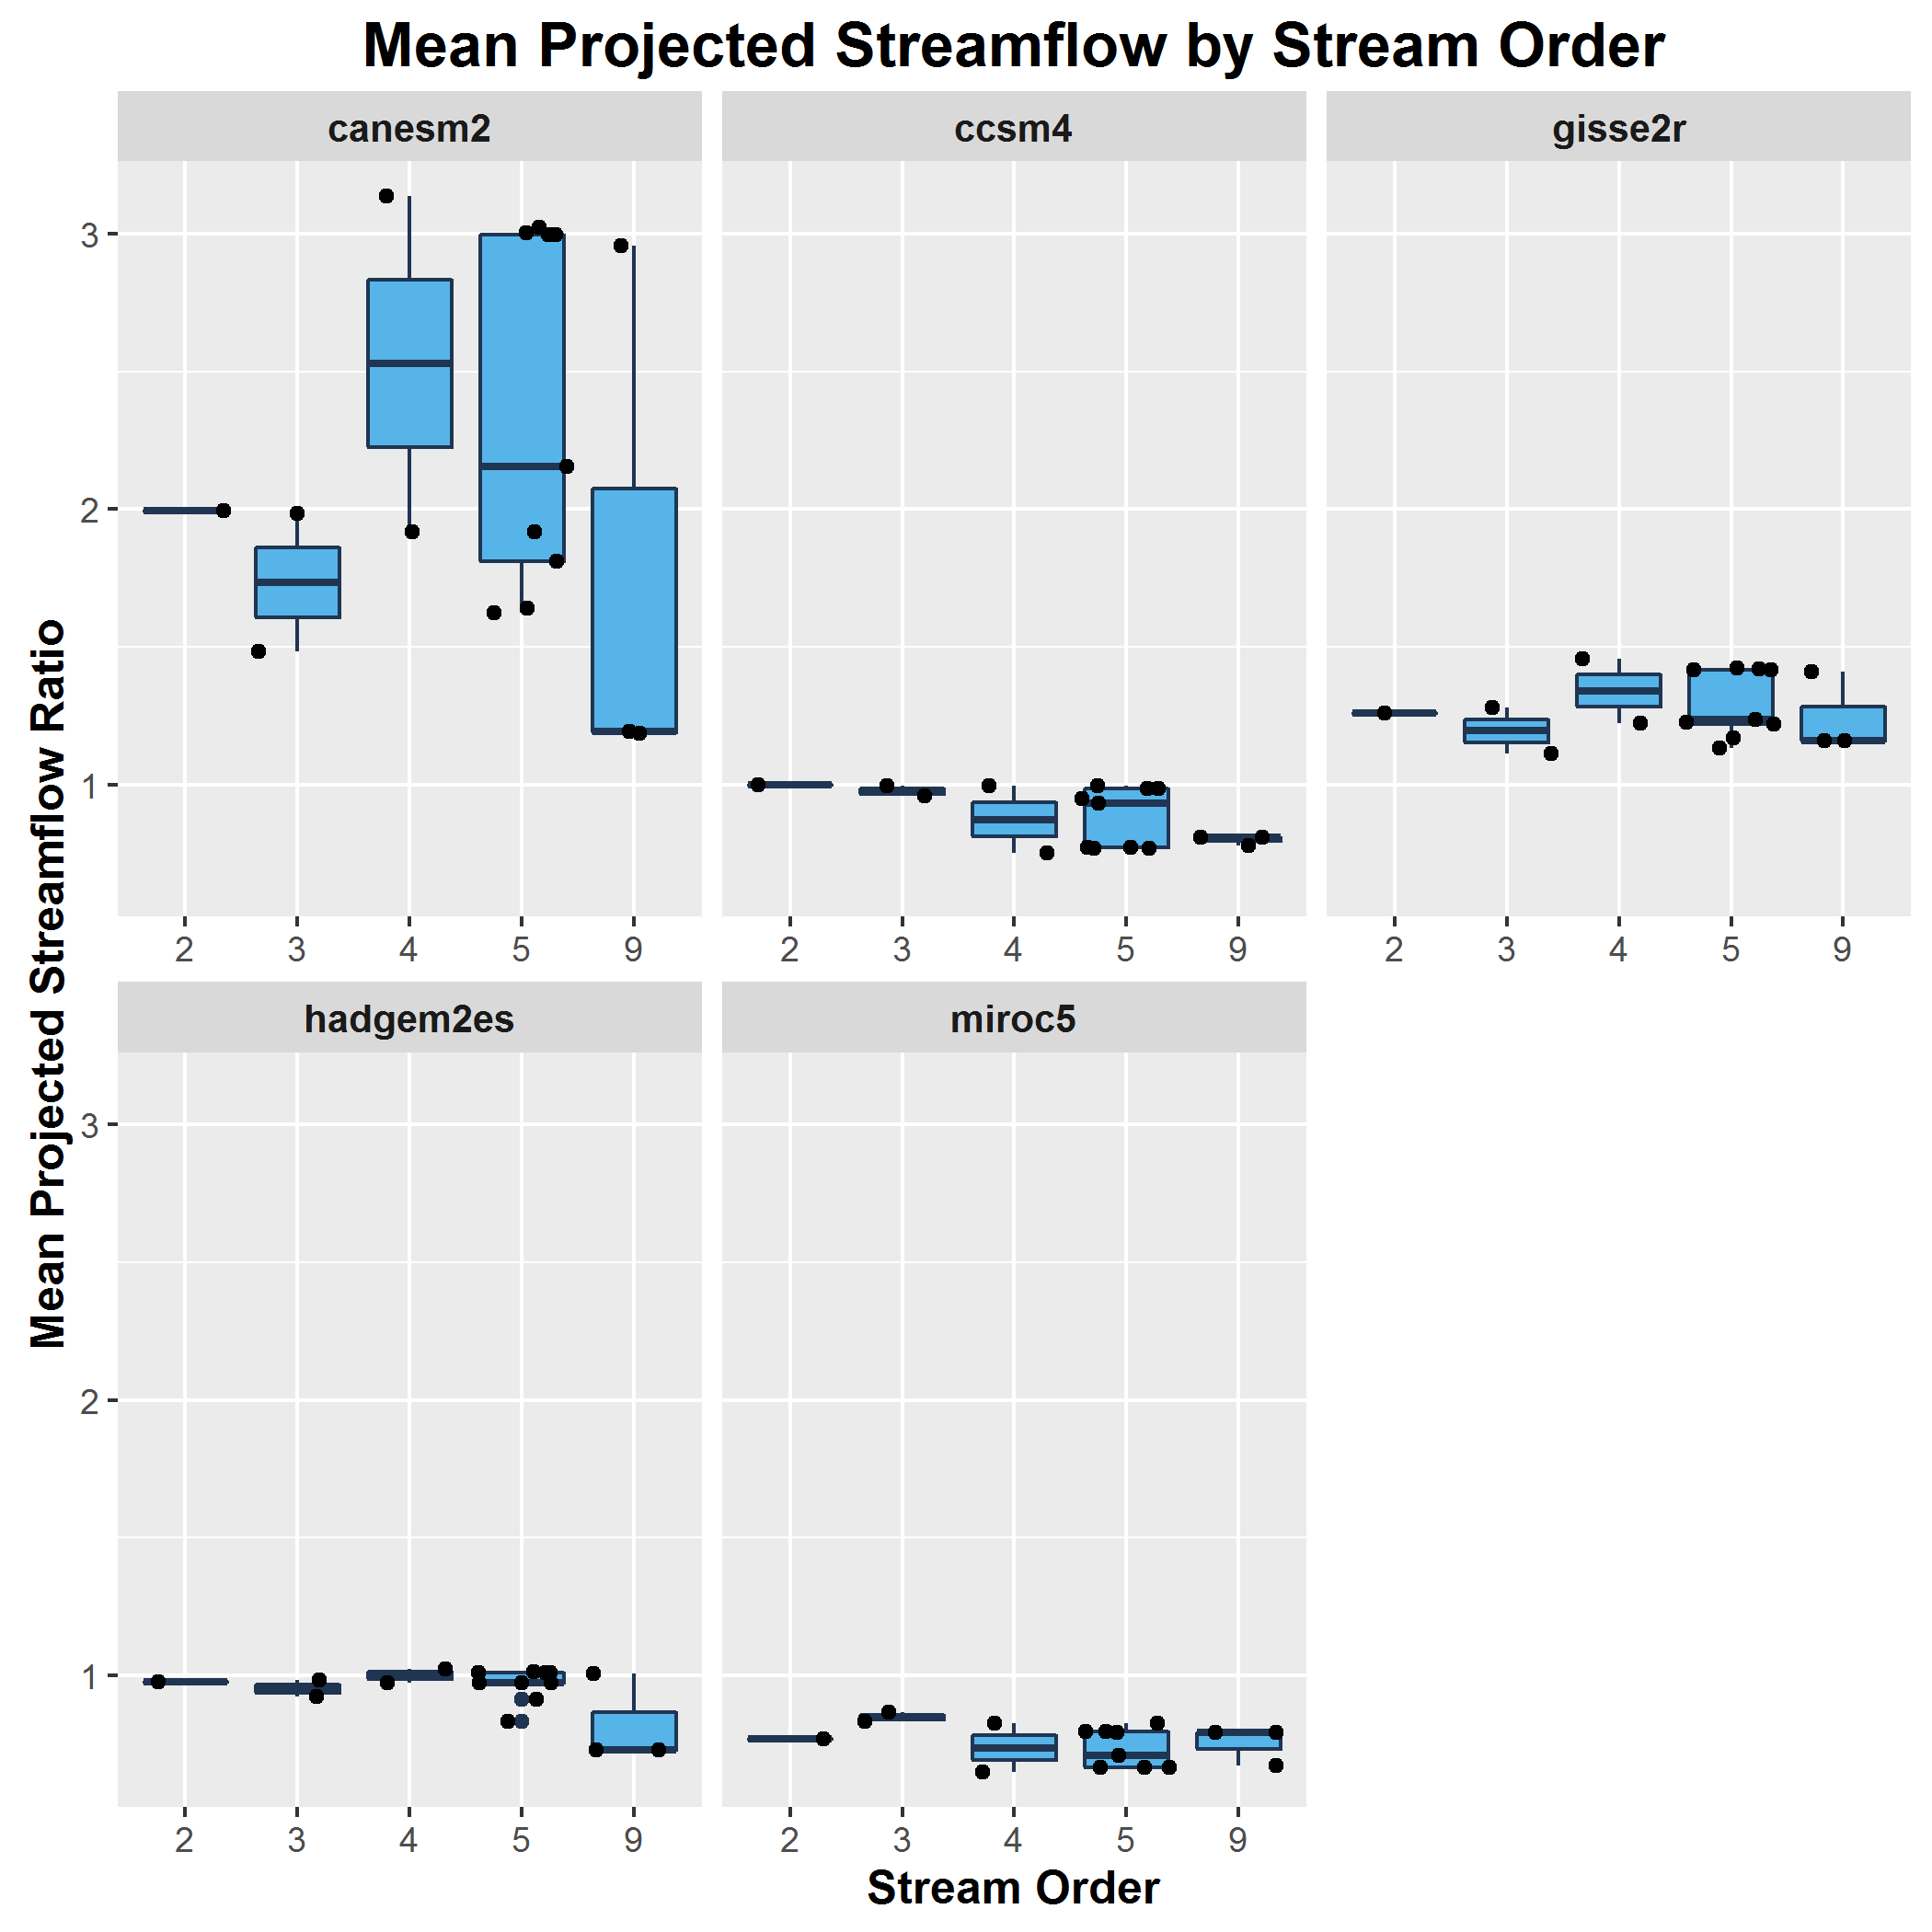 Mean Projected Streamflow by Stream Order
canesm2
ccsm4
gisse2r
3
2
1
2 3 4 5 9
2 3 4 5 9
2 3 4 5 9
hadgem2es
miroc5
3
2
1
2 3 4 5 9
2 3 4 5 9
Mean Projected Streamflow Ratio
Stream Order